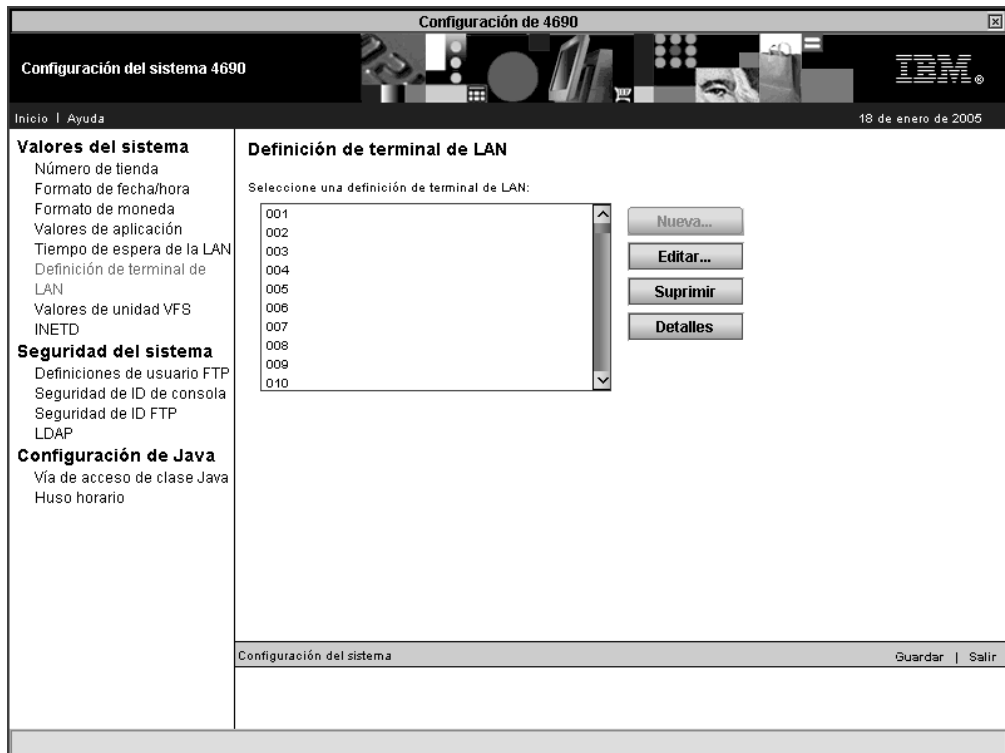 Configuración de 4690
Configuración del sistema 4690
IBM®
Inicio | Ayuda
18 de enero de 2005
Valores del sistema
Número de tienda
Formato de fecha/hora
Formato de moneda
Valores de aplicación
Tiempo de espera de la LAN
Definición de terminal de
LAN
Valores de unidad VFS
INETD
Seguridad del sistema
Definiciones de usuario FTP
Seguridad de ID de consola
Seguridad de ID FTP
LDAP
Configuración de Java
Vía de acceso de clase Java
Huso horario
Definición de terminal de LAN
Seleccione una definición de terminal de LAN:
001
002
003
004
005
006
007
008
009
010
Nueva...
Editar...
Suprimir
Detalles
Configuración del sistema
Guardar | Salir